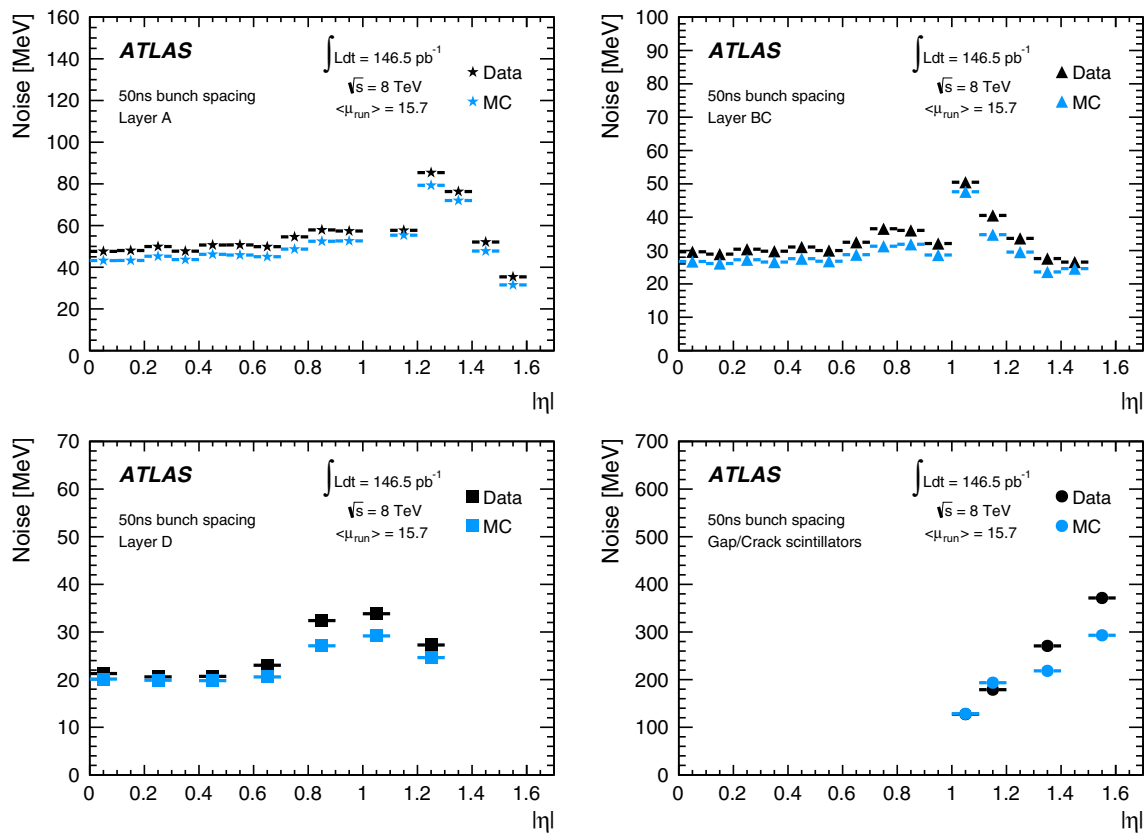 Noise [MeV]
160
140
120
100
80
60
40
20
0
ATLAS
∫Ldt = 146.5 pb⁻¹
√s = 8 TeV
<μrun> = 15.7
50ns bunch spacing
Layer A
Data
MC
0 0.2 0.4 0.6 0.8 1 1.2 1.4 1.6
|η|
Noise [MeV]
100
90
80
70
60
50
40
30
20
10
0
ATLAS
∫Ldt = 146.5 pb⁻¹
√s = 8 TeV
<μrun> = 15.7
50ns bunch spacing
Layer BC
Data
MC
0 0.2 0.4 0.6 0.8 1 1.2 1.4 1.6
|η|
Noise [MeV]
70
60
50
40
30
20
10
0
ATLAS
∫Ldt = 146.5 pb⁻¹
√s = 8 TeV
<μrun> = 15.7
50ns bunch spacing
Layer D
Data
MC
0 0.2 0.4 0.6 0.8 1 1.2 1.4 1.6
|η|
Noise [MeV]
700
600
500
400
300
200
100
0
ATLAS
∫Ldt = 146.5 pb⁻¹
√s = 8 TeV
<μrun> = 15.7
50ns bunch spacing
Gap/Crack scintillators
Data
MC
0 0.2 0.4 0.6 0.8 1 1.2 1.4 1.6
|η|